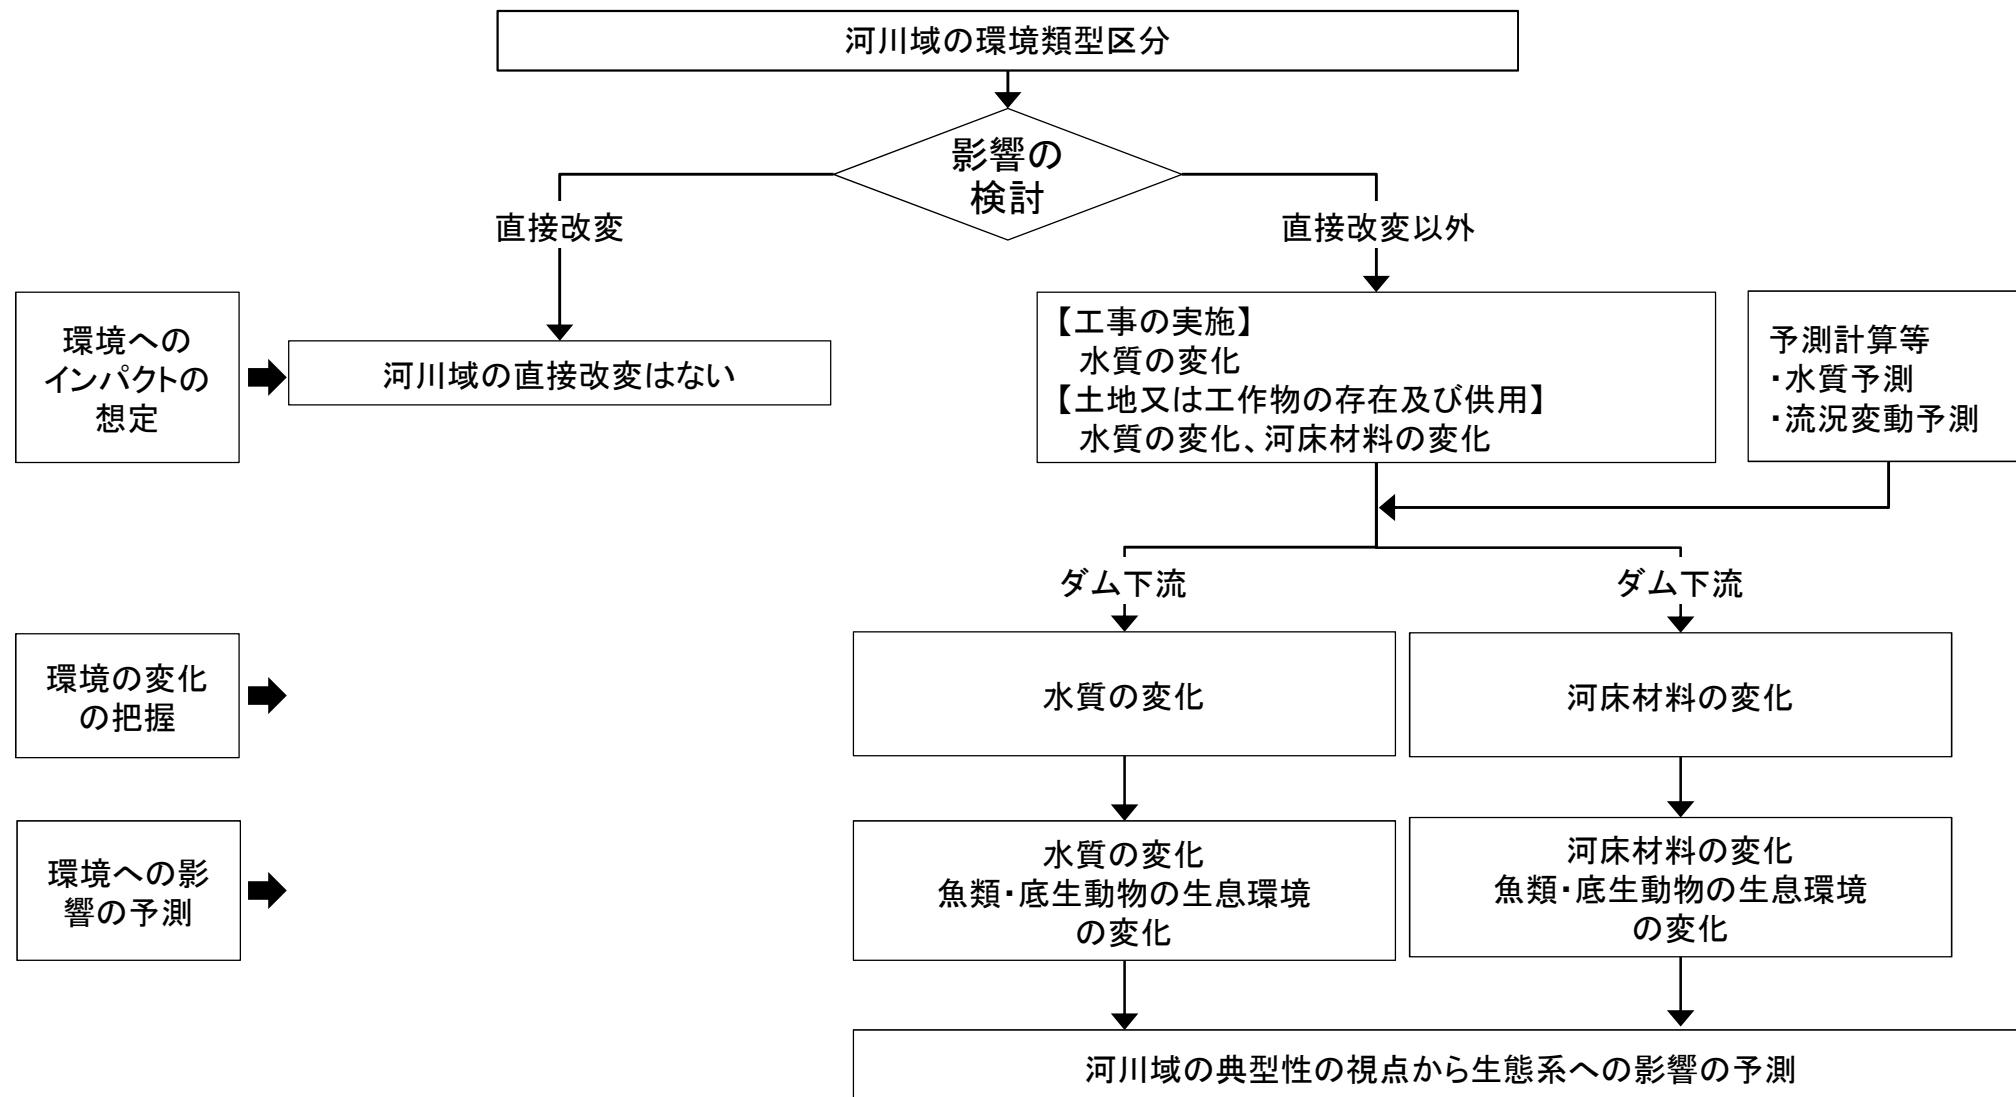 河川域の環境類型区分
影響の
検討
直接改変
直接改変以外
環境への
インパクトの
想定
河川域の直接改変はない
【工事の実施】
水質の変化
【土地又は工作物の存在及び供用】
水質の変化、河床材料の変化
予測計算等
・水質予測
・流況変動予測
ダム下流
ダム下流
環境の変化
の把握
水質の変化
河床材料の変化
環境への影
響の予測
水質の変化
魚類・底生動物の生息環境
の変化
河床材料の変化
魚類・底生動物の生息環境
の変化
河川域の典型性の視点から生態系への影響の予測